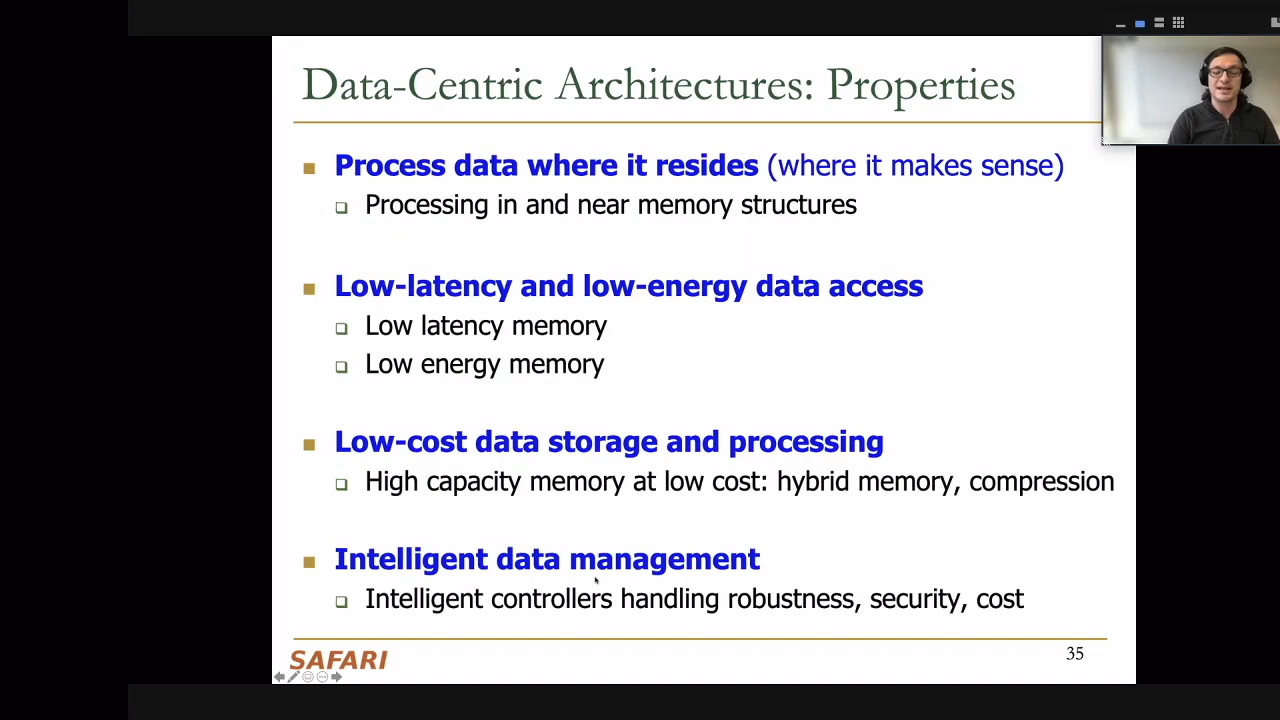 Data-Centric Architectures: Properties
Process data where it resides (where it makes sense)
Processing in and near memory structures
Low-latency and low-energy data access
Low latency memory
Low energy memory
Low-cost data storage and processing
High capacity memory at low cost: hybrid memory, compression
Intelligent data management
Intelligent controllers handling robustness, security, cost
SAFARI
35